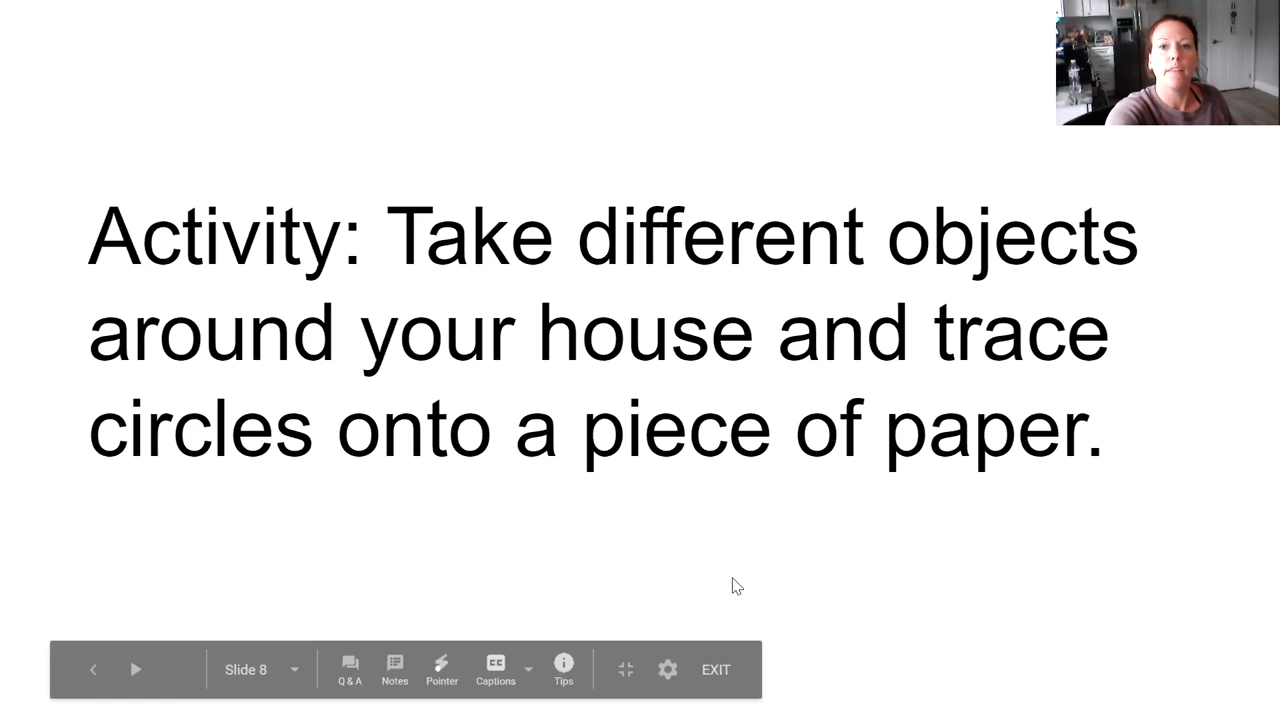 Activity: Take different objects
around your house and trace
circles onto a piece of paper.
Slide 8
Q & A
Notes
Pointer
CC
Captions
Tips
EXIT